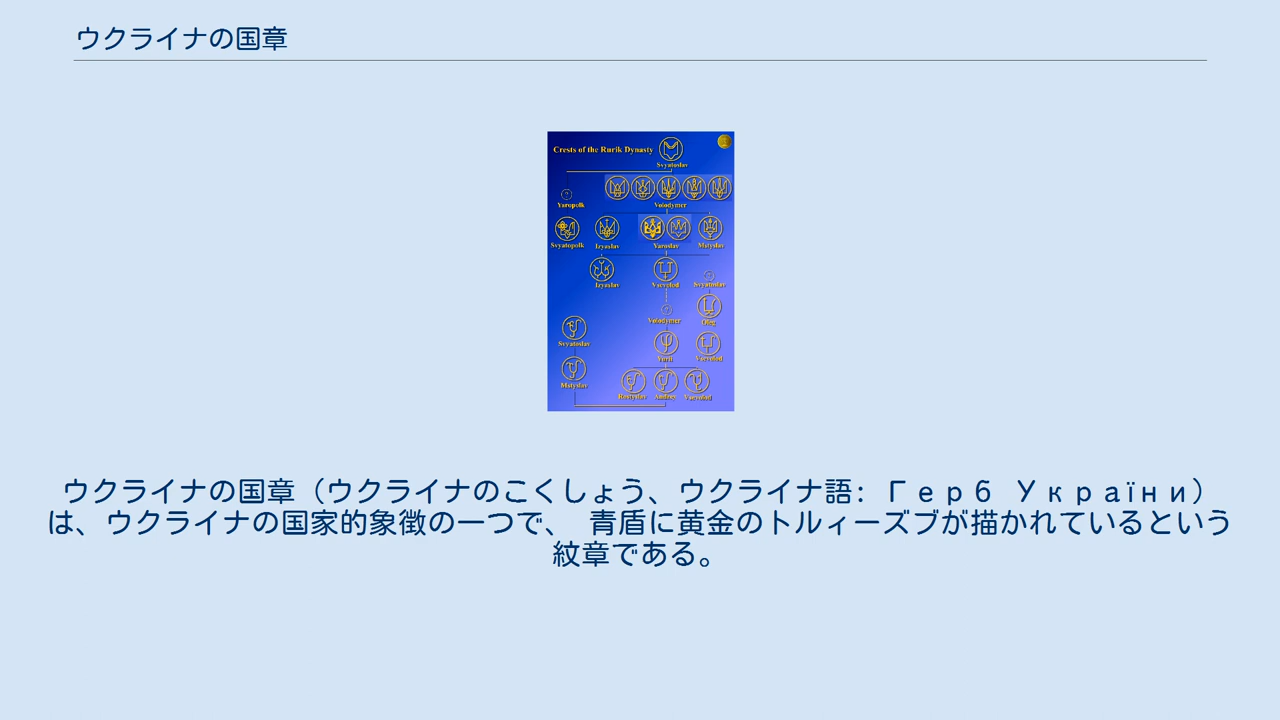 ウクライナの国章
Crests of the Rurik Dynasty
Svyatoslav
Yaropolk
Volodymer
Svyatopolk Izyaslav Yaroslav Mstyslav
Izyaslav Vsevolod Svyatoslav
Volodymer Oleg
Svyatoslav Yurii Vsevolod
Mstyslav
Rostyslav Andrey Vsevolod
ウクライナの国章（ウクライナのこくしょう、ウクライナ語: Герб України）
は、ウクライナの国家的象徴の一つで、 青盾に黄金のトルィーズブが描かれているという
紋章である。